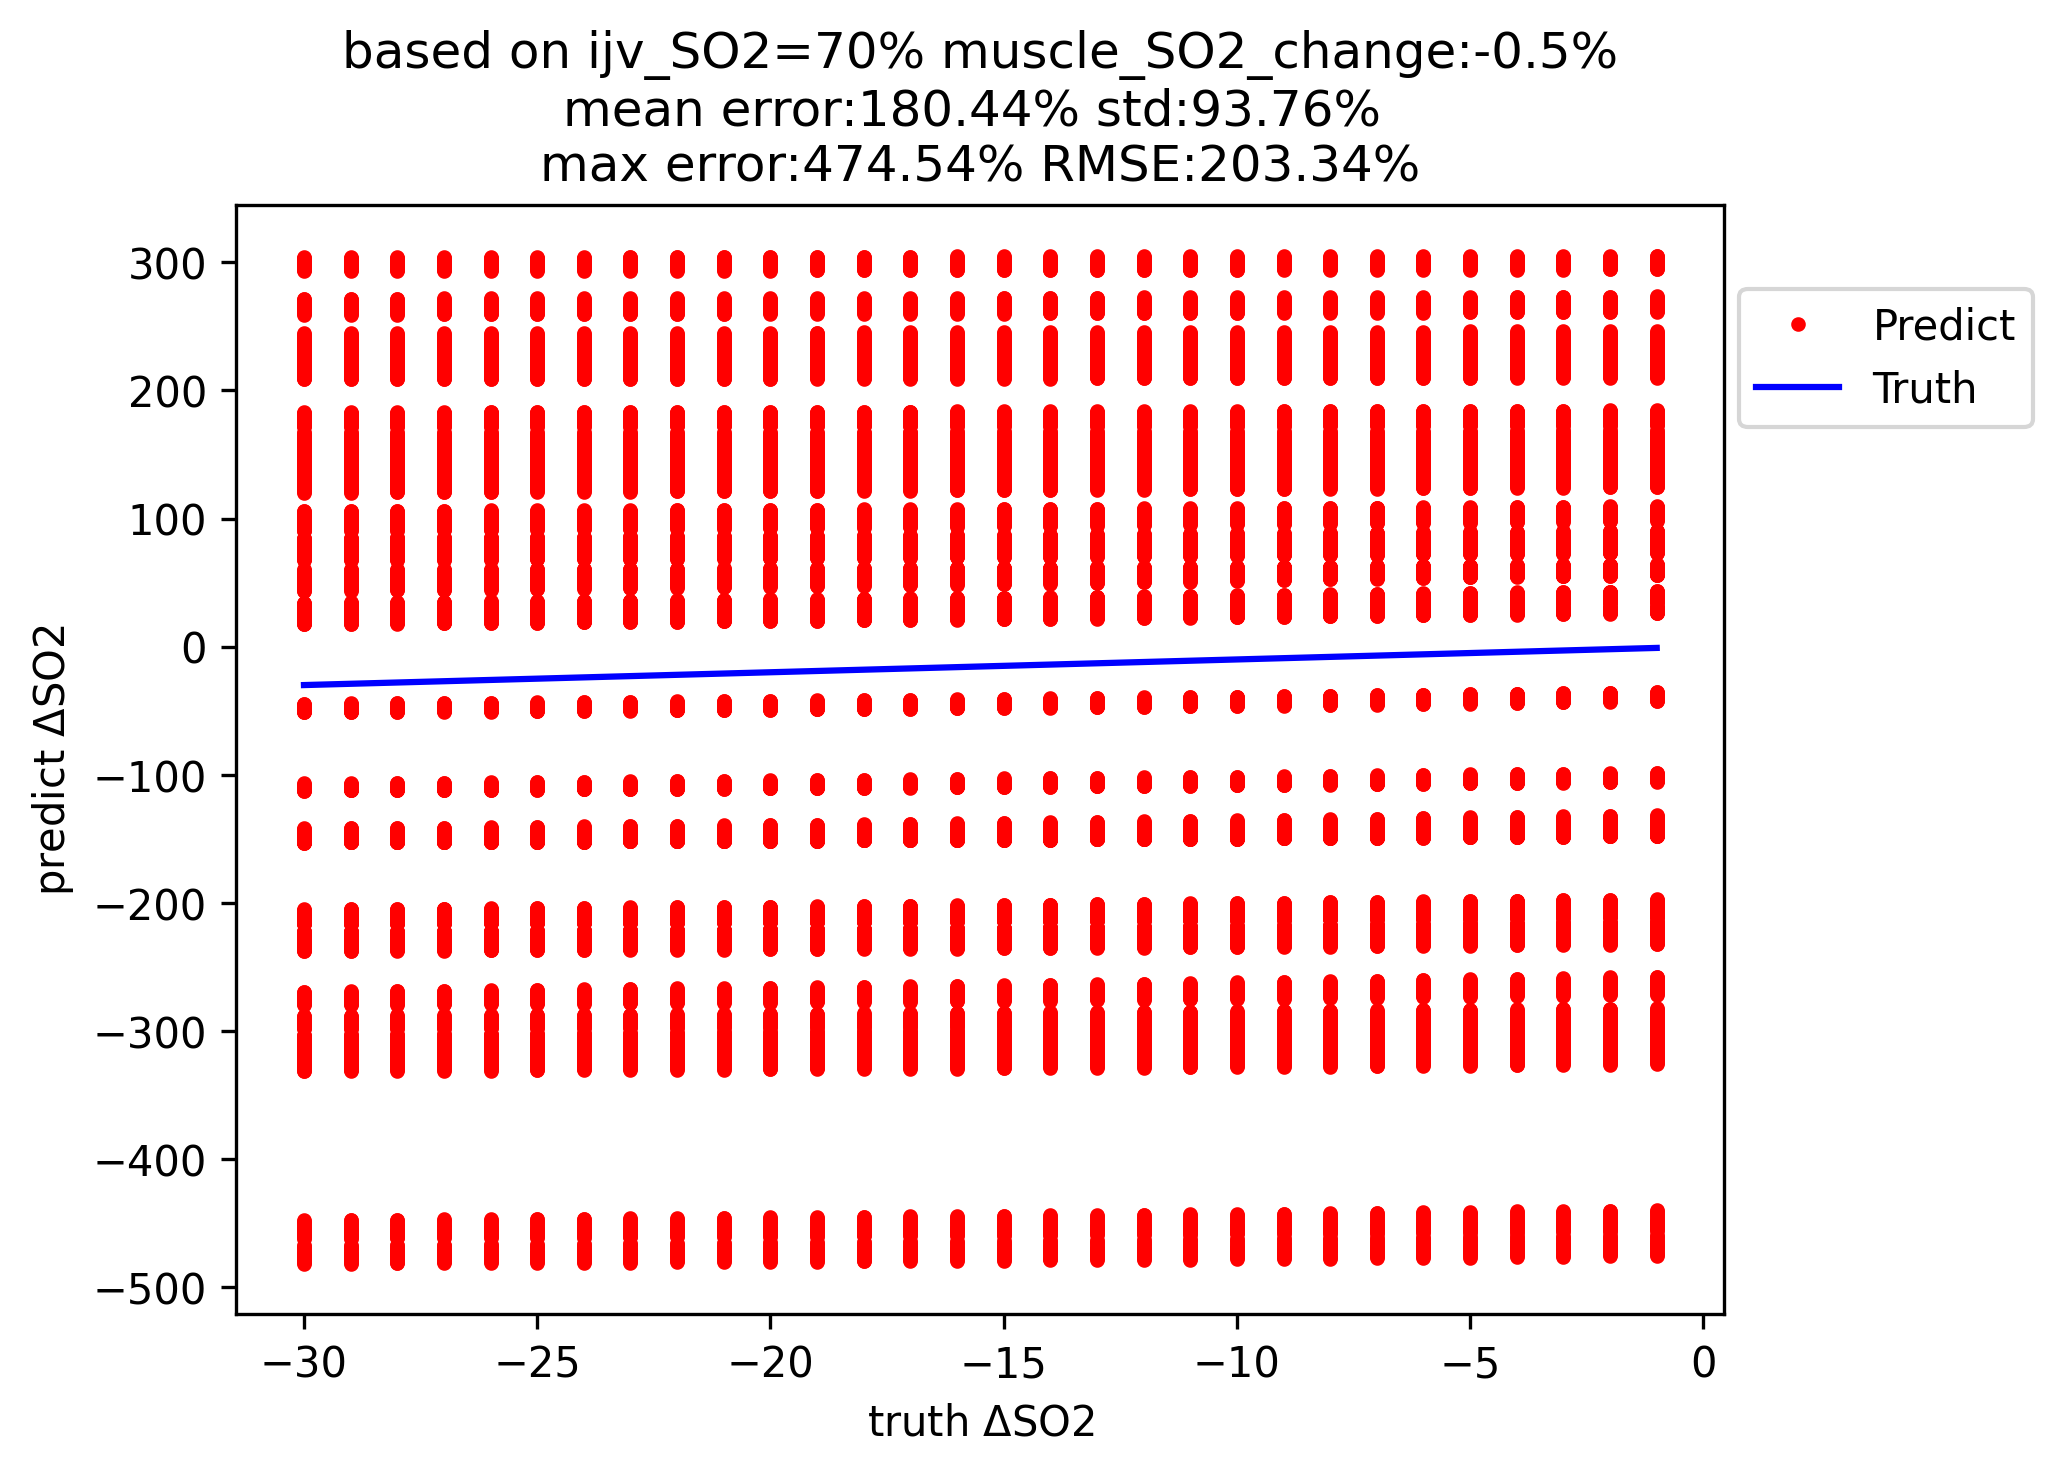 based on ijv_SO2=70% muscle_SO2_change:-0.5%
mean error:180.44% std:93.76%
max error:474.54% RMSE:203.34%
predict ΔSO2
300
200
100
0
−100
−200
−300
−400
−500
−30
−25
−20
−15
−10
−5
0
truth ΔSO2
Predict
Truth